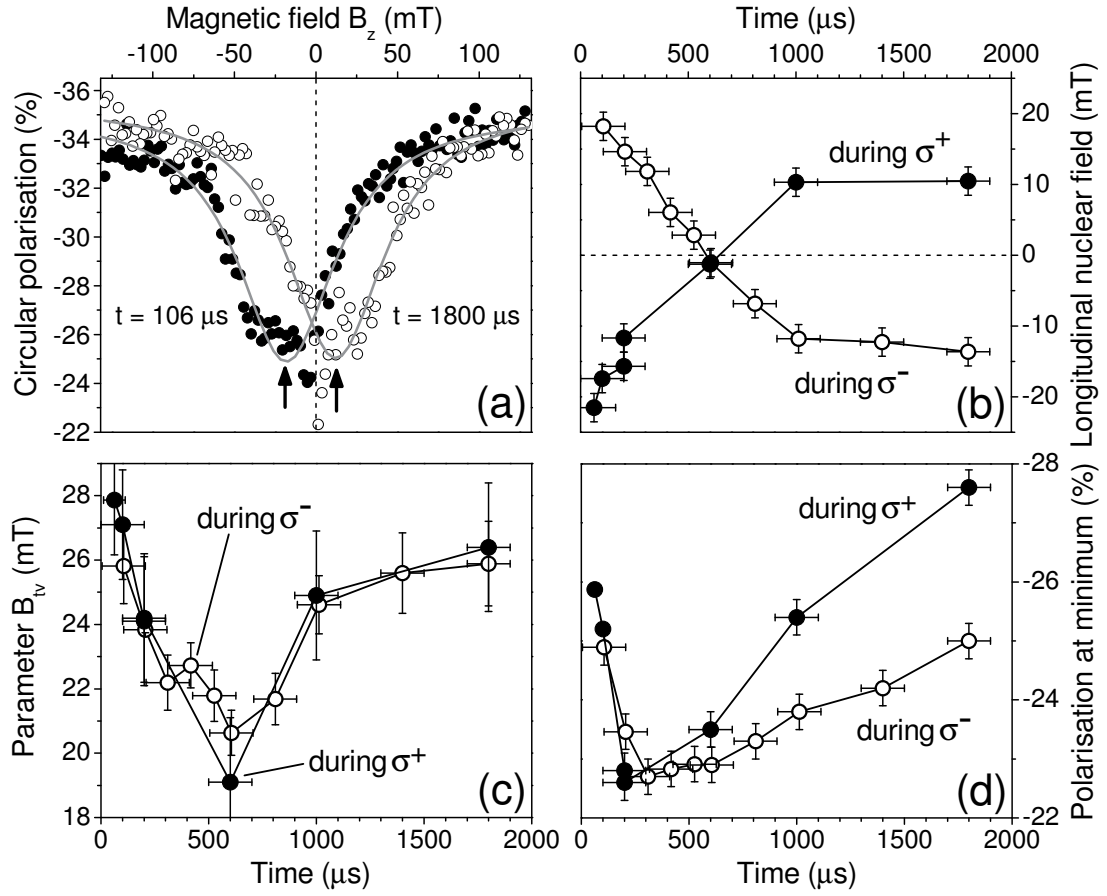 Magnetic field B_z (mT)
-100 -50 0 50 100
Circular polarisation (%)
-36
-34
-32
-30
-28
-26
-24
-22
t = 106 μs
t = 1800 μs
(a)
Time (μs)
0 500 1000 1500 2000
20
10
0
-10
-20
Longitudinal nuclear field (mT)
during σ⁺
during σ⁻
(b)
Parameter B_tv (mT)
28
26
24
22
20
18
during σ⁻
during σ⁺
(c)
0 500 1000 1500 2000
Time (μs)
-28
-26
-24
-22
Polarisation at minimum (%)
during σ⁺
during σ⁻
(d)
0 500 1000 1500 2000
Time (μs)